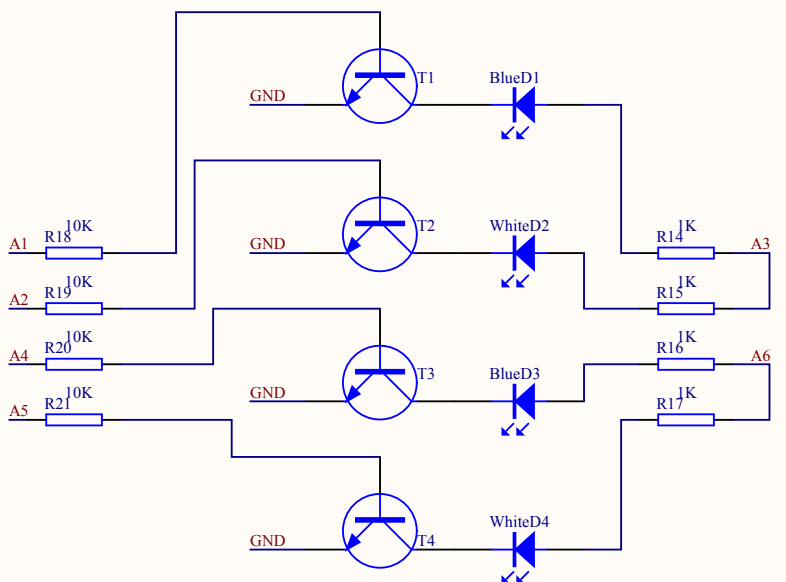 T1
BlueD1
GND
T2
WhiteD2
GND
10K
R18
A1
1K
R14
A3
10K
R19
A2
1K
R15
10K
R20
A4
1K
R16
A6
T3
BlueD3
GND
10K
R21
A5
1K
R17
T4
WhiteD4
GND